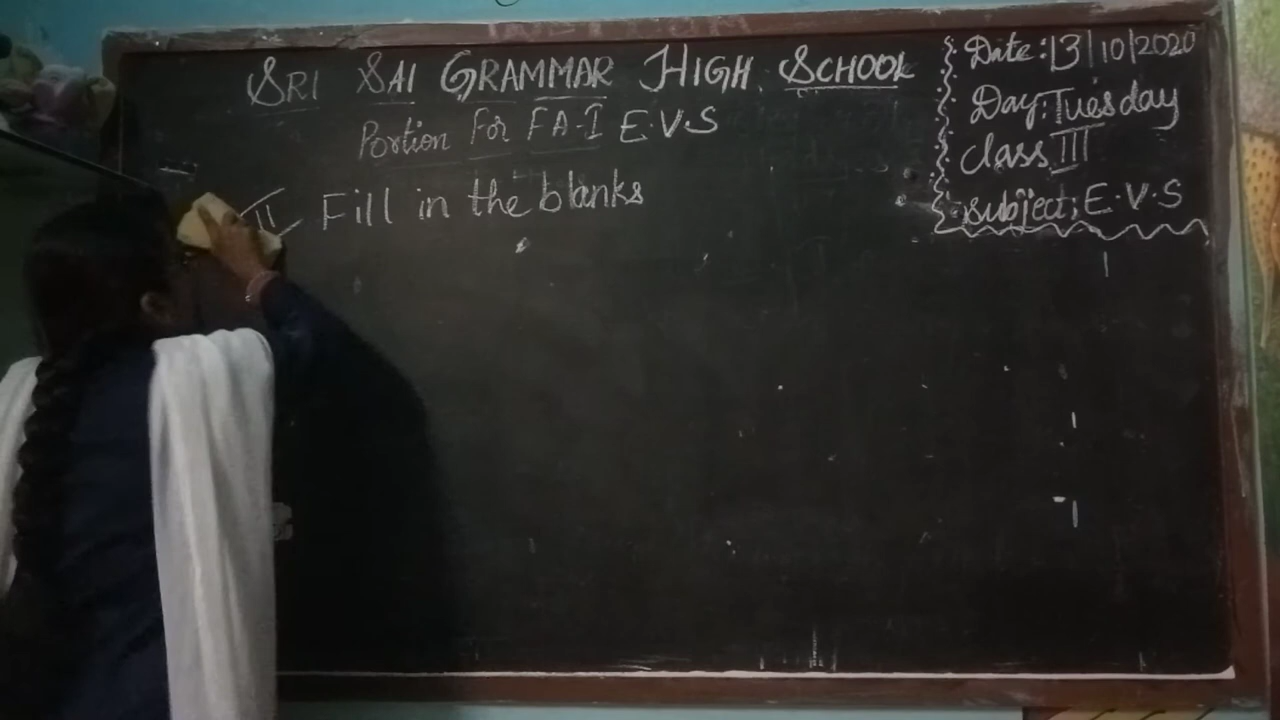 SRI SAI GRAMMAR HIGH SCHOOL
Portion for FA-I E.V.S
II Fill in the blanks
Date: 13/10/2020
Day: Tuesday
Class III
Subject: E.V.S